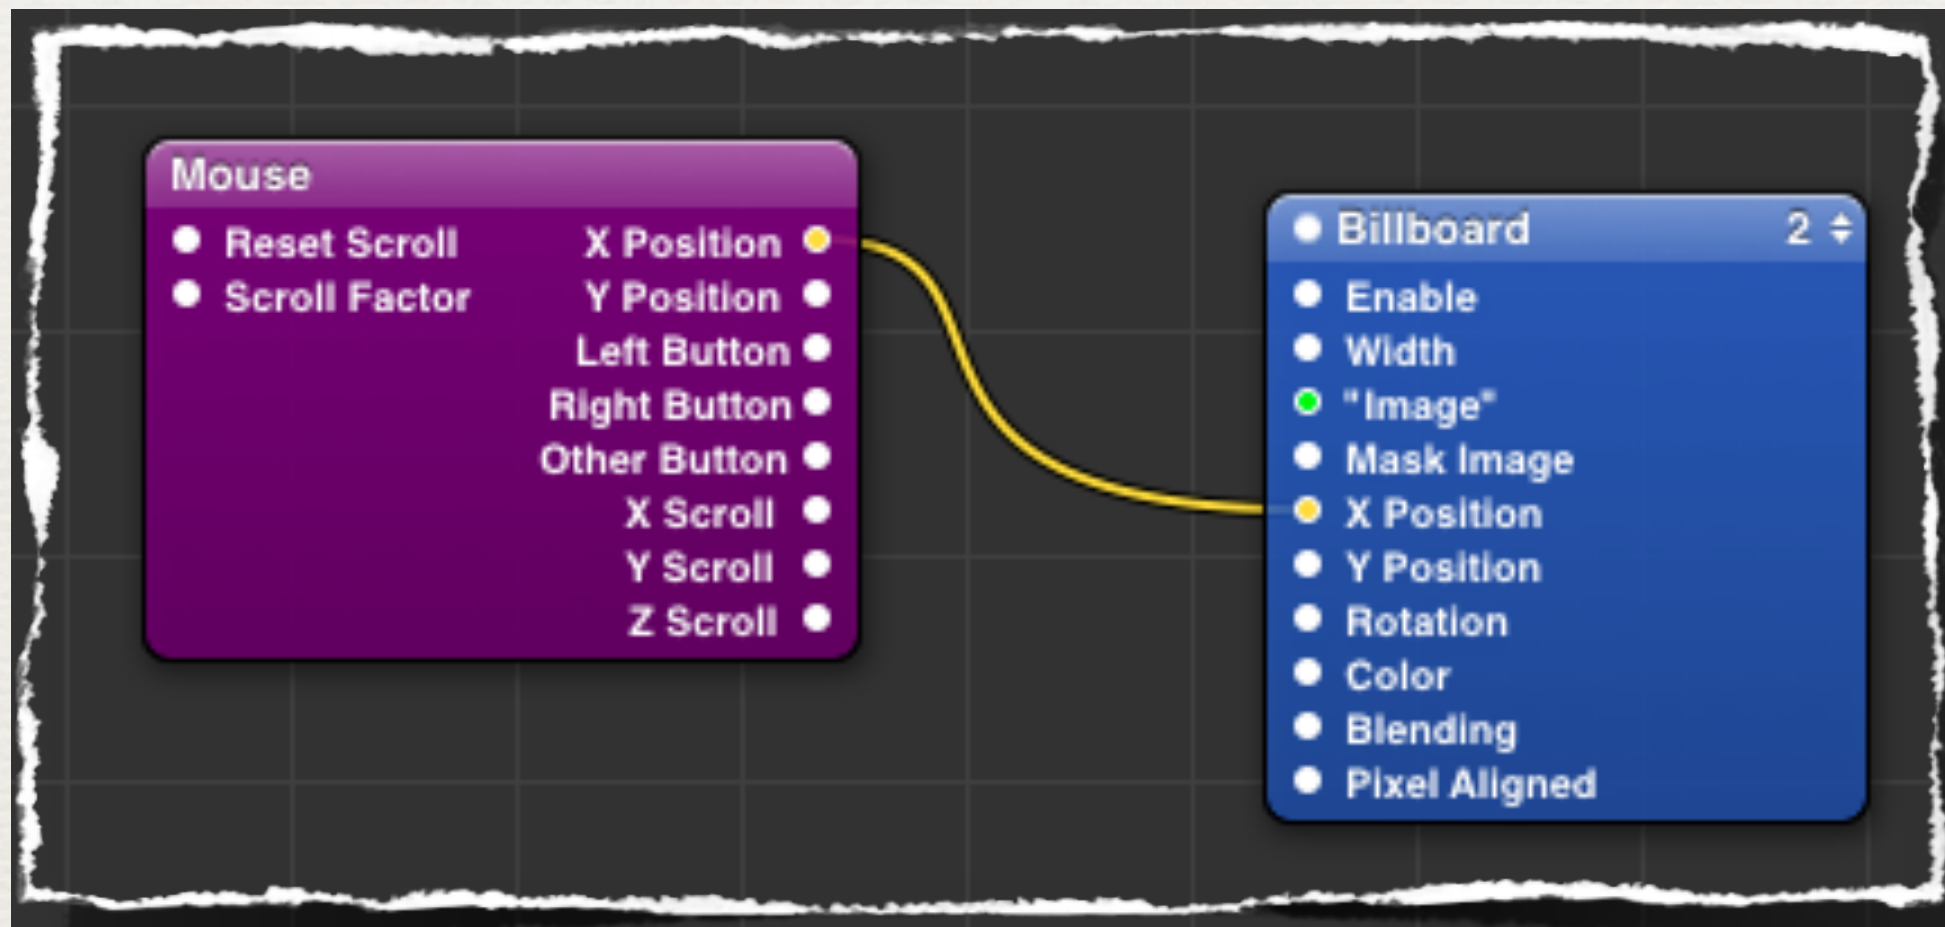 Mouse
Reset Scroll X Position
Scroll Factor Y Position
Left Button
Right Button
Other Button
X Scroll
Y Scroll
Z Scroll
Billboard 2
Enable
Width
"Image"
Mask Image
X Position
Y Position
Rotation
Color
Blending
Pixel Aligned